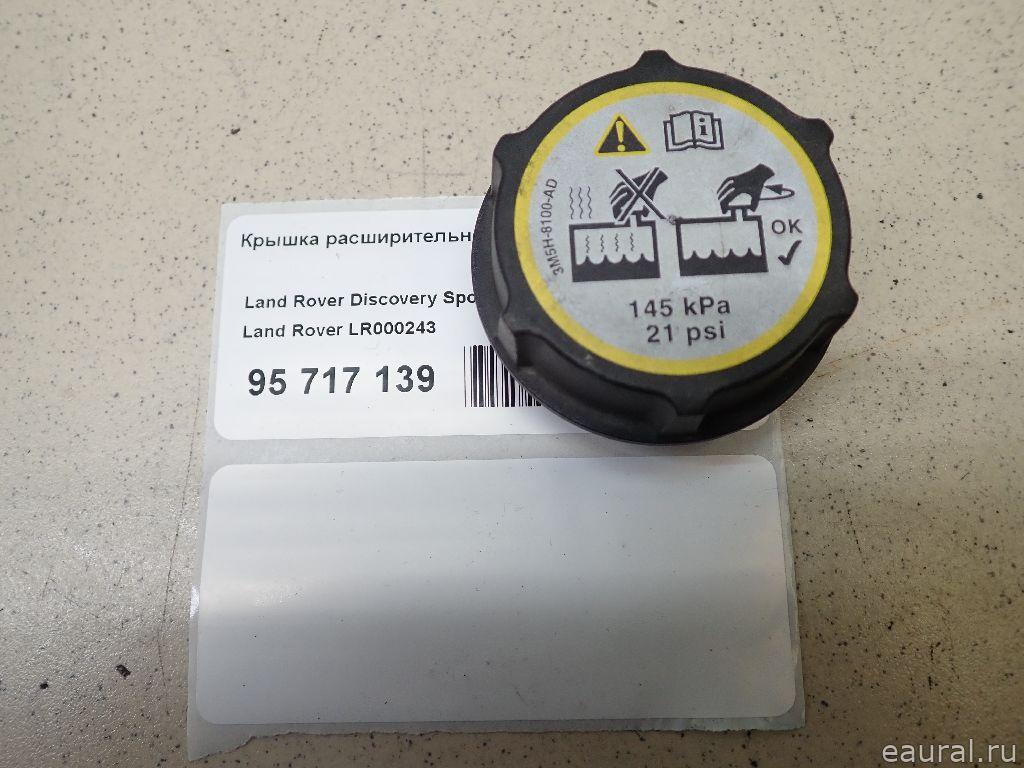 Крышка расширительн
Land Rover Discovery Spo
Land Rover LR000243
95 717 139
3M5H-8100-AD
OK
145 kPa
21 psi
eaural.ru